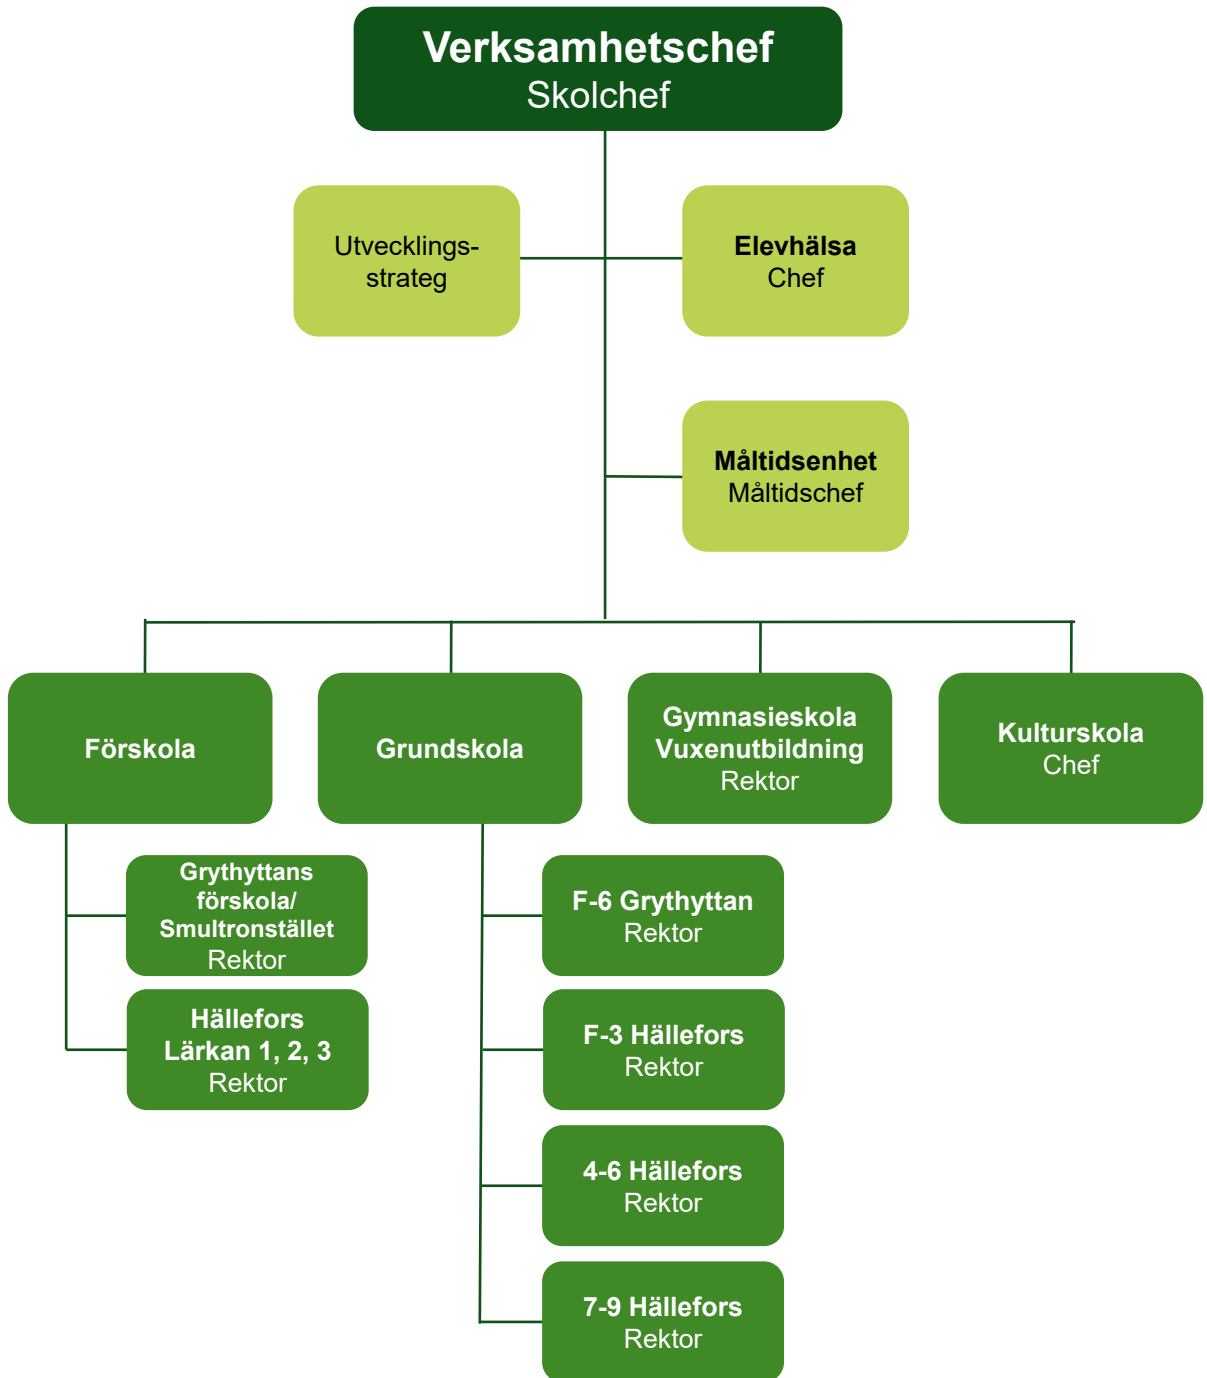 Verksamhetschef
Skolchef
Utvecklings-
strateg
Elevhälsa
Chef
Måltidsenhet
Måltidschef
Förskola
Grundskola
Gymnasieskola
Vuxenutbildning
Rektor
Kulturskola
Chef
Grythyttans
förskola/
Smultronstället
Rektor
Hällefors
Lärkan 1, 2, 3
Rektor
F-6 Grythyttan
Rektor
F-3 Hällefors
Rektor
4-6 Hällefors
Rektor
7-9 Hällefors
Rektor